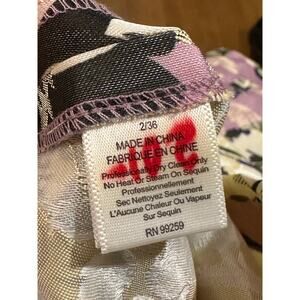 2/36
MADE IN CHINA
FABRIQUE EN CHINE
Professionally Dry Clean Only
No Heat or Steam On Sequin
Professionnellement
Sec Nettoyez Seulement
L'Aucune Chaleur Ou Vapeur
Sur Sequin
RN 99259